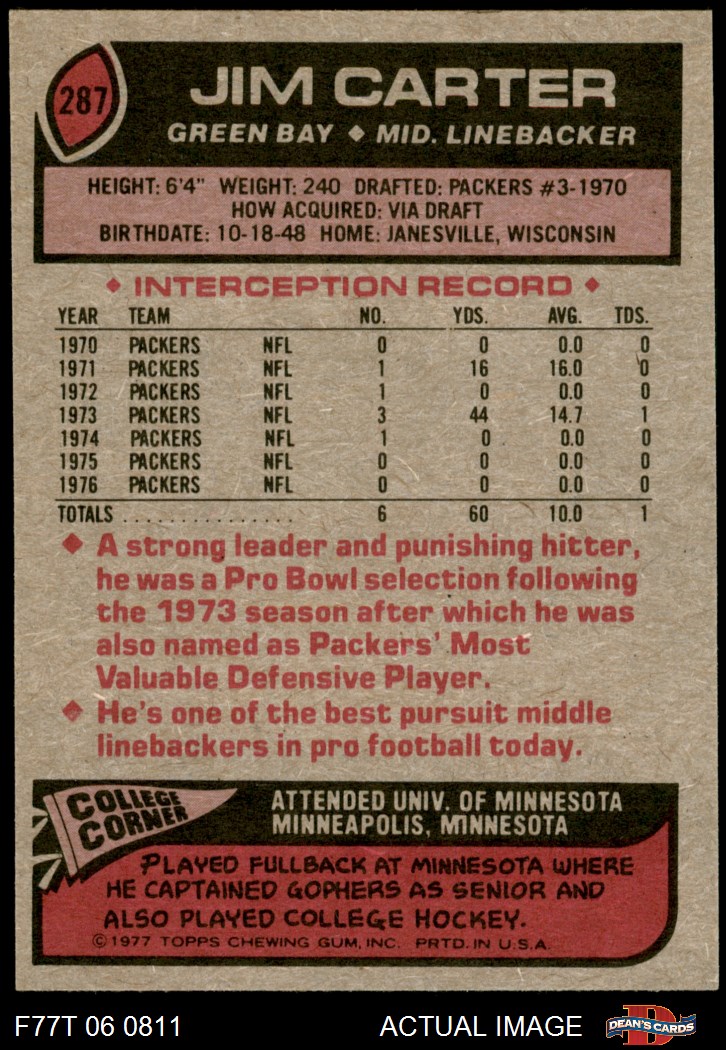 287
JIM CARTER
GREEN BAY ◆ MID. LINEBACKER
HEIGHT: 6'4" WEIGHT: 240 DRAFTED: PACKERS #3-1970
HOW ACQUIRED: VIA DRAFT
BIRTHDATE: 10-18-48 HOME: JANESVILLE, WISCONSIN
◆ INTERCEPTION RECORD ◆
YEAR TEAM NO. YDS. AVG. TDS.
1970 PACKERS NFL 0 0 0.0 0
1971 PACKERS NFL 1 16 16.0 0
1972 PACKERS NFL 1 0 0.0 0
1973 PACKERS NFL 3 44 14.7 1
1974 PACKERS NFL 1 0 0.0 0
1975 PACKERS NFL 0 0 0.0 0
1976 PACKERS NFL 0 0 0.0 0
TOTALS ................ 6 60 10.0 1
◆ A strong leader and punishing hitter,
he was a Pro Bowl selection following
the 1973 season after which he was
also named as Packers' Most
Valuable Defensive Player.
◆ He's one of the best pursuit middle
linebackers in pro football today.
COLLEGE
CORNER
ATTENDED UNIV. OF MINNESOTA
MINNEAPOLIS, MINNESOTA
PLAYED FULLBACK AT MINNESOTA WHERE
HE CAPTAINED GOPHERS AS SENIOR AND
ALSO PLAYED COLLEGE HOCKEY.
©1977 TOPPS CHEWING GUM, INC. PRTD. IN U.S.A.
F77T 06 0811 ACTUAL IMAGE D DEAN'S CARDS